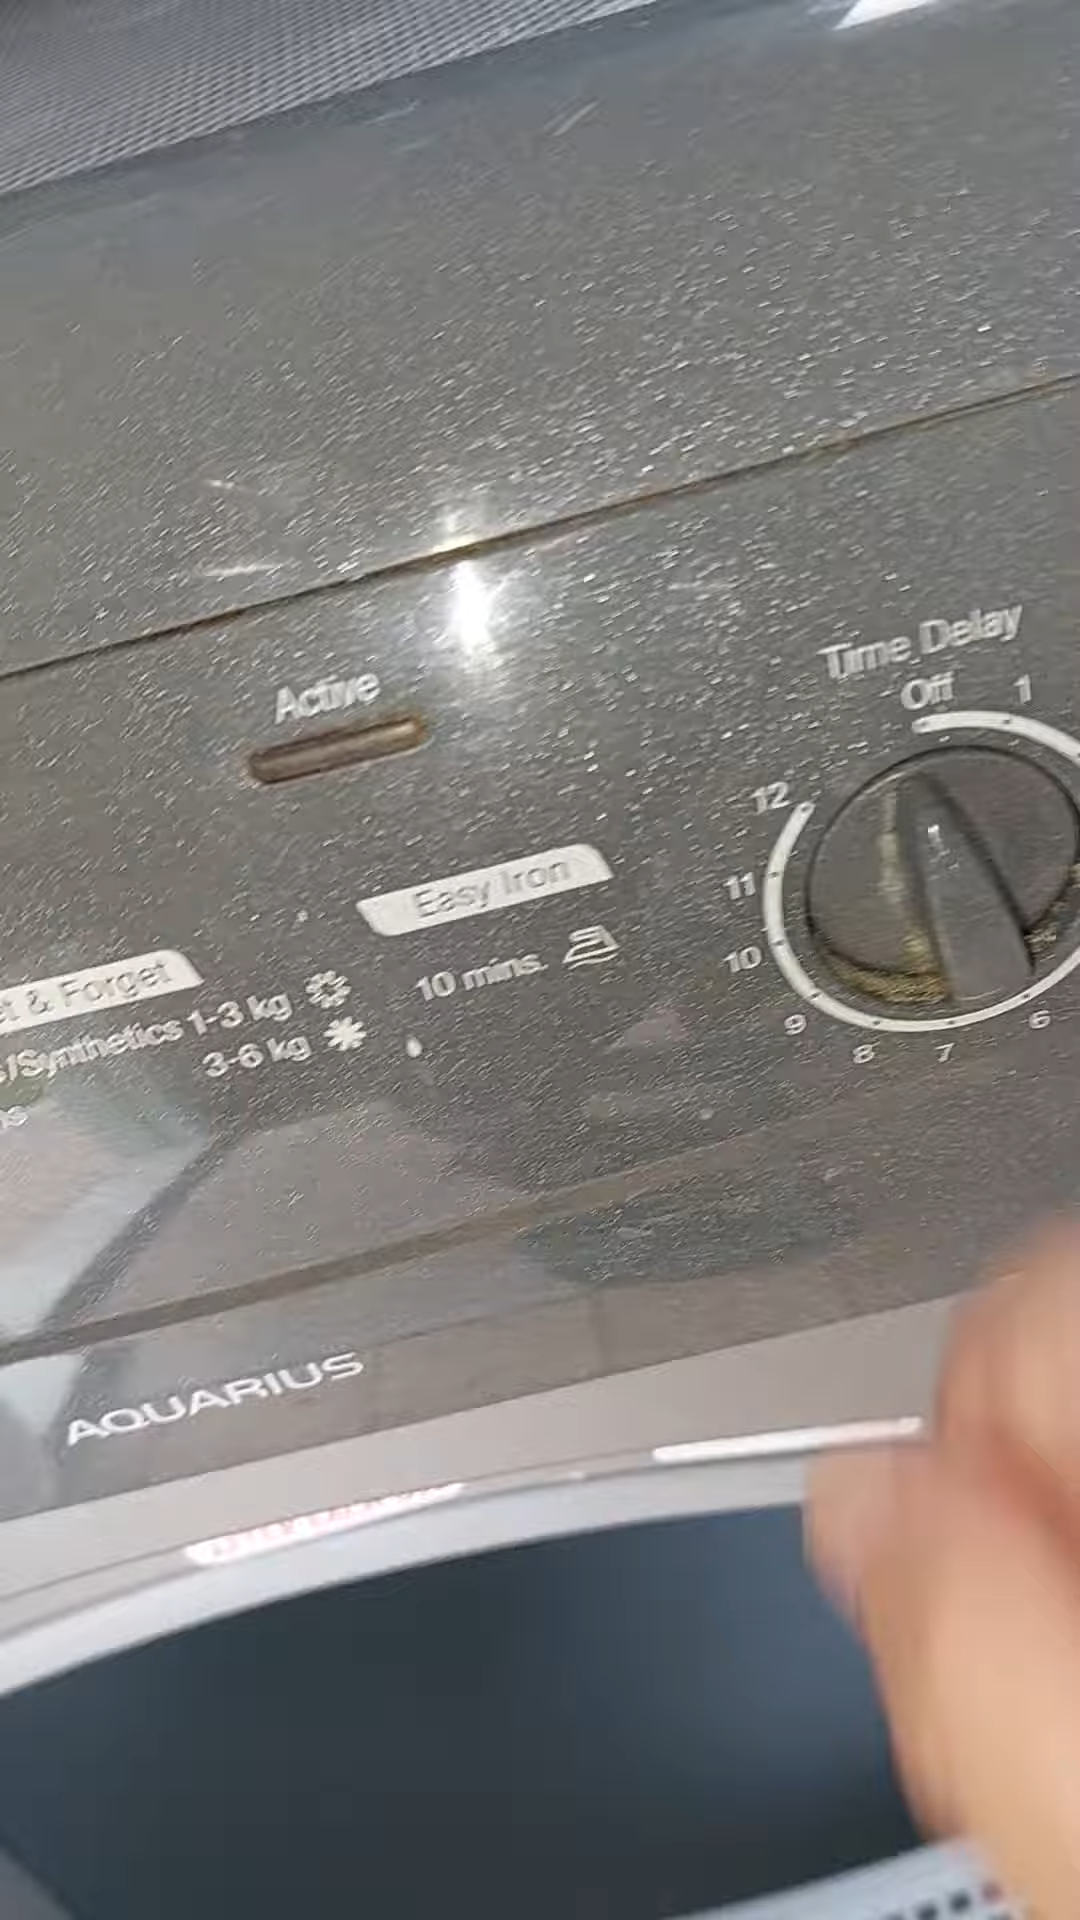 Time Delay
Off 1
Active
12
11
10
9
8
7
6
Easy Iron
10 mins.
& Forget
/Synthetics 1-3 kg
3-6 kg
AQUARIUS